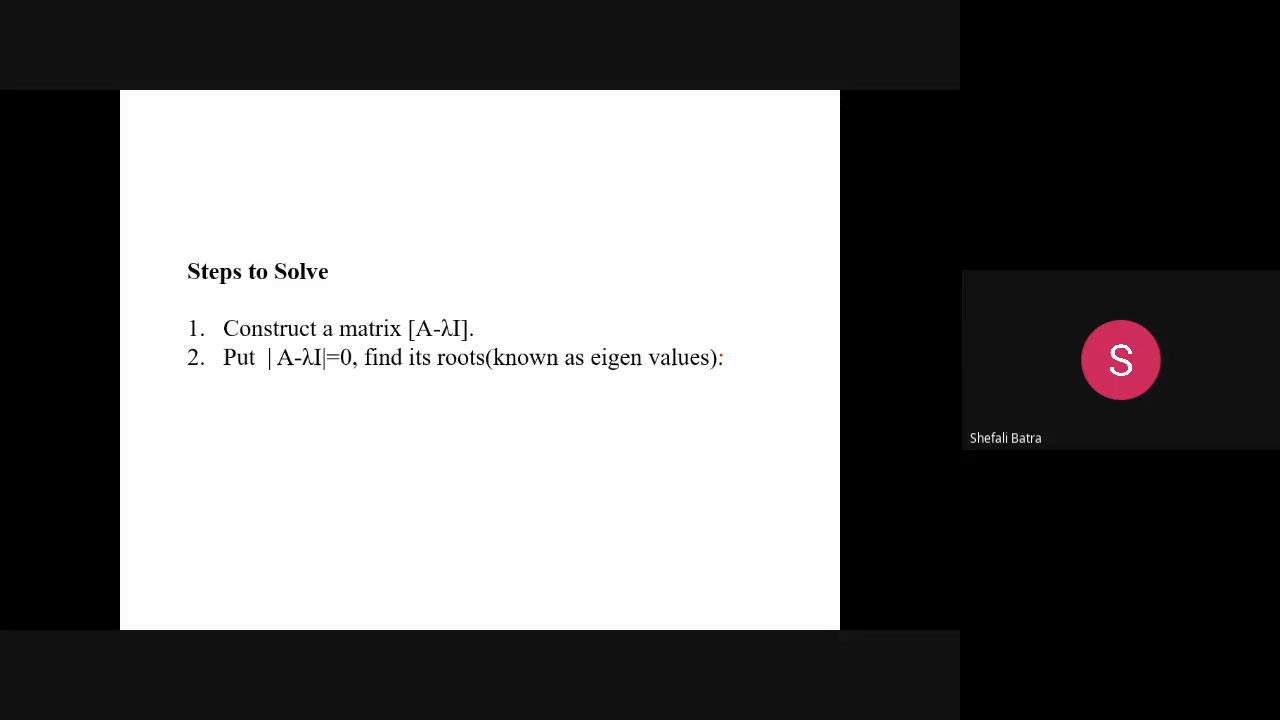 Steps to Solve
1. Construct a matrix [A-λI].
2. Put | A-λI|=0, find its roots(known as eigen values):
S
Shefali Batra